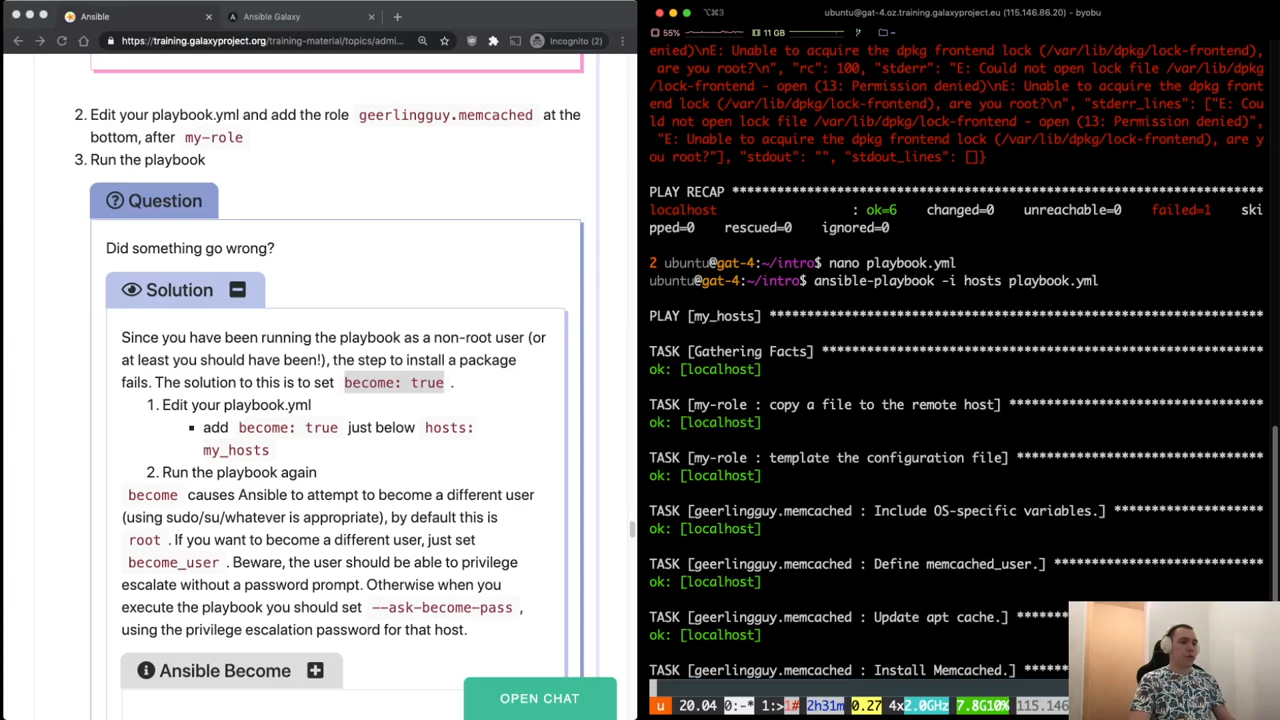 Ansible
Ansible Galaxy
https://training.galaxyproject.org/training-material/topics/admi...
Incognito (2)
2. Edit your playbook.yml and add the role geerlingguy.memcached at the
bottom, after my-role
3. Run the playbook
Question
Did something go wrong?
Solution
Since you have been running the playbook as a non-root user (or
at least you should have been!), the step to install a package
fails. The solution to this is to set become: true .
1. Edit your playbook.yml
add become: true just below hosts:
my_hosts
2. Run the playbook again
become causes Ansible to attempt to become a different user
(using sudo/su/whatever is appropriate), by default this is
root . If you want to become a different user, just set
become_user . Beware, the user should be able to privilege
escalate without a password prompt. Otherwise when you
execute the playbook you should set --ask-become-pass ,
using the privilege escalation password for that host.
Ansible Become
OPEN CHAT
⌥⌘3
ubuntu@gat-4.oz.training.galaxyproject.eu (115.146.86.20) - byobu
55%
11 GB
~
enied)\nE: Unable to acquire the dpkg frontend lock (/var/lib/dpkg/lock-frontend),
are you root?\n", "rc": 100, "stderr": "E: Could not open lock file /var/lib/dpkg
/lock-frontend - open (13: Permission denied)\nE: Unable to acquire the dpkg front
end lock (/var/lib/dpkg/lock-frontend), are you root?\n", "stderr_lines": ["E: Cou
ld not open lock file /var/lib/dpkg/lock-frontend - open (13: Permission denied)",
"E: Unable to acquire the dpkg frontend lock (/var/lib/dpkg/lock-frontend), are y
ou root?"], "stdout": "", "stdout_lines": []}
PLAY RECAP *************************************************************
localhost : ok=6 changed=0 unreachable=0 failed=1 ski
pped=0 rescued=0 ignored=0
2 ubuntu@gat-4:~/intro$ nano playbook.yml
ubuntu@gat-4:~/intro$ ansible-playbook -i hosts playbook.yml
PLAY [my_hosts] ********************************************************
TASK [Gathering Facts] *************************************************
ok: [localhost]
TASK [my-role : copy a file to the remote host] *****************************
ok: [localhost]
TASK [my-role : template the configuration file] ****************************
ok: [localhost]
TASK [geerlingguy.memcached : Include OS-specific variables.] ******************
ok: [localhost]
TASK [geerlingguy.memcached : Define memcached_user.] *************************
ok: [localhost]
TASK [geerlingguy.memcached : Update apt cache.] ******
ok: [localhost]
TASK [geerlingguy.memcached : Install Memcached.] *****
u 20.04 0:-* 1:>1# 2h31m 0.27 4x2.0GHz 7.8G10% 115.146